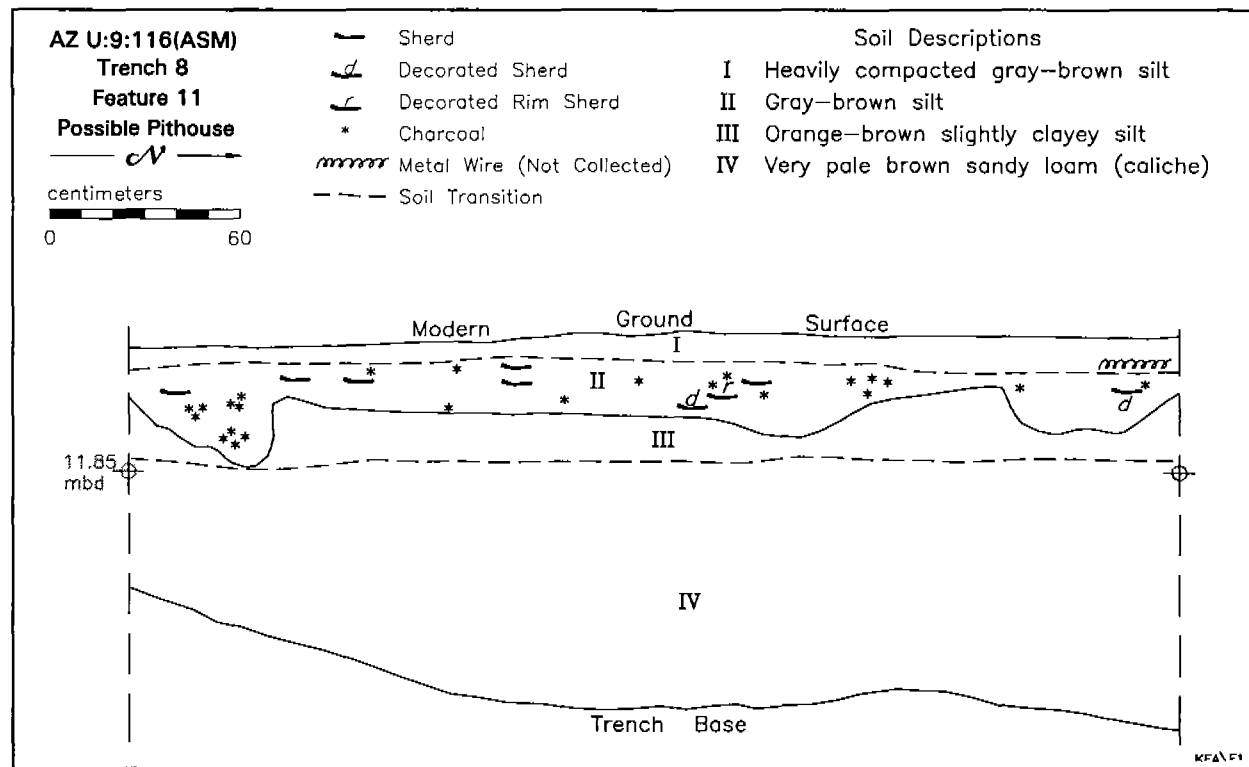 AZ U:9:116(ASM)
Trench 8
Feature 11
Possible Pithouse
N
centimeters
0 60
Sherd
d Decorated Sherd
r Decorated Rim Sherd
* Charcoal
Metal Wire (Not Collected)
Soil Transition
Soil Descriptions
I Heavily compacted gray-brown silt
II Gray-brown silt
III Orange-brown slightly clayey silt
IV Very pale brown sandy loam (caliche)
Modern Ground Surface
I
II
r
d
d
III
11.85
mbd
IV
Trench Base